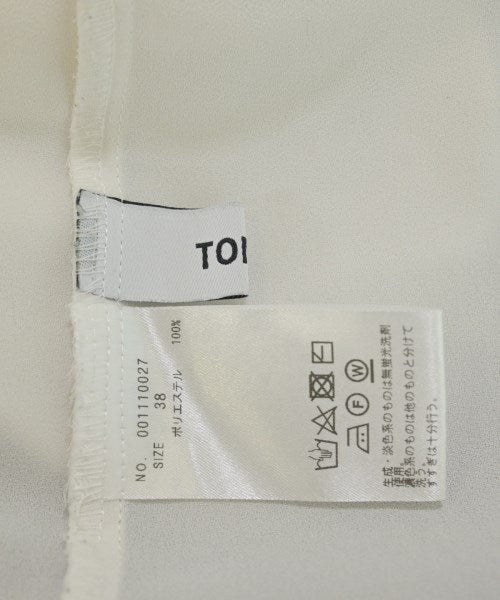 TO
NO. 001110027
SIZE 38
ポリエステル 100%
F
W
生成・淡色系のものは無蛍光洗剤
使用。
濃色系のものは他のものと分けて
洗う。
すすぎは十分行う。